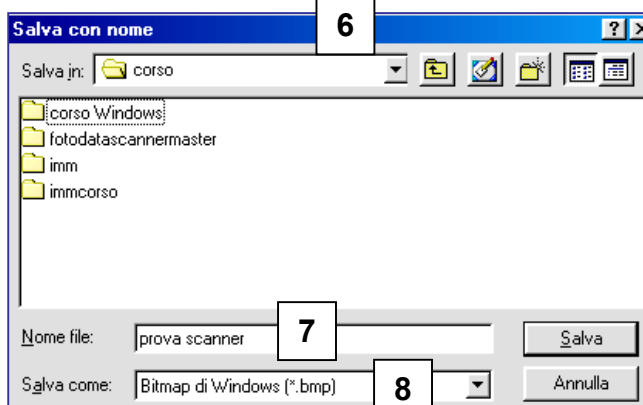 6
Salva con nome
Salva in: corso
corso Windows
fotodatascannermaster
imm
immcorso
7
Nome file: prova scanner Salva
Salva come: Bitmap di Windows (*.bmp) 8 Annulla